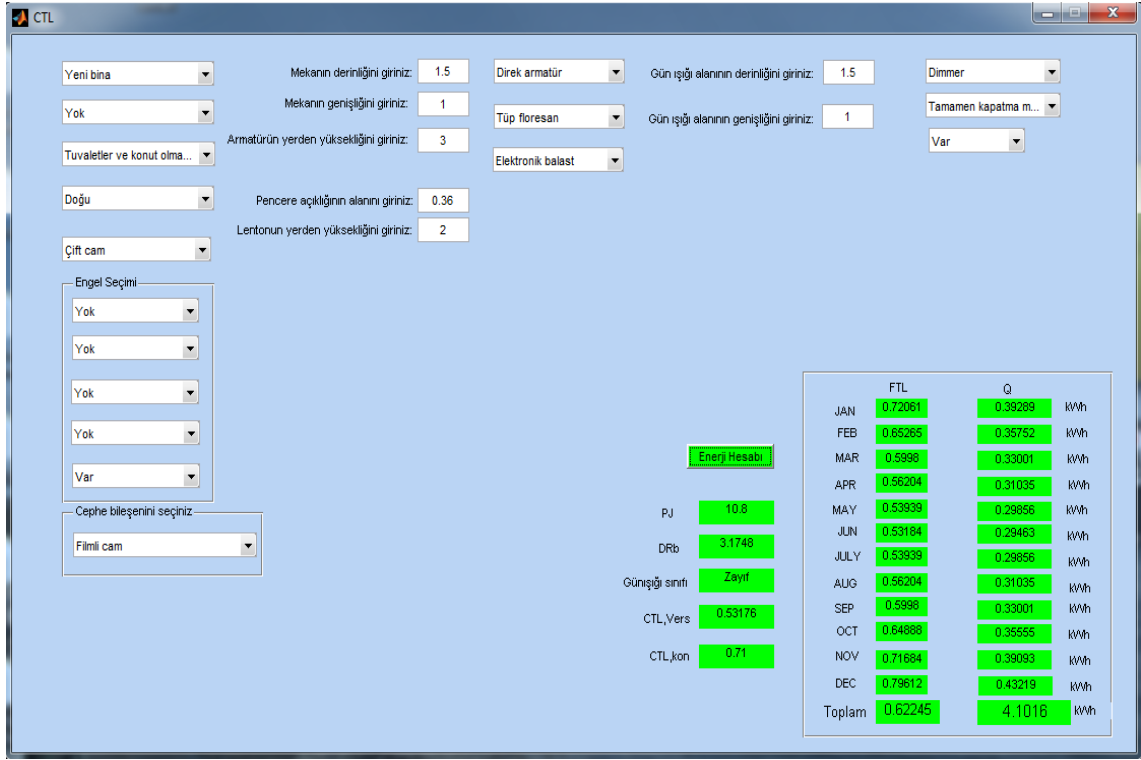 CTL
Yeni bina
Mekanın derinliğini giriniz: 1.5
Direk armatür
Gün ışığı alanının derinliğini giriniz: 1.5
Dimmer
Yok
Mekanın genişliğini giriniz: 1
Tüp floresan
Gün ışığı alanının genişliğini giriniz: 1
Tamamen kapatma m...
Tuvaletler ve konut olma...
Armatürün yerden yüksekliğini giriniz: 3
Elektronik balast
Var
Doğu
Pencere açıklığının alanını giriniz: 0.36
Lentonun yerden yüksekliğini giriniz: 2
Çift cam
Engel Seçimi
Yok
Yok
Yok
Yok
Var
Cephe bileşenini seçiniz
Filmli cam
Enerji Hesabı
PJ 10.8
DRb 3.1748
Günışığı sınıfı Zayıf
CTL,Vers 0.53176
CTL,kon 0.71
FTL Q
JAN 0.72061 0.39289 kWh
FEB 0.65265 0.35752 kWh
MAR 0.5998 0.33001 kWh
APR 0.56204 0.31035 kWh
MAY 0.53939 0.29856 kWh
JUN 0.53184 0.29463 kWh
JULY 0.53939 0.29856 kWh
AUG 0.56204 0.31035 kWh
SEP 0.5998 0.33001 kWh
OCT 0.64888 0.35555 kWh
NOV 0.71684 0.39093 kWh
DEC 0.79612 0.43219 kWh
Toplam 0.62245 4.1016 kWh